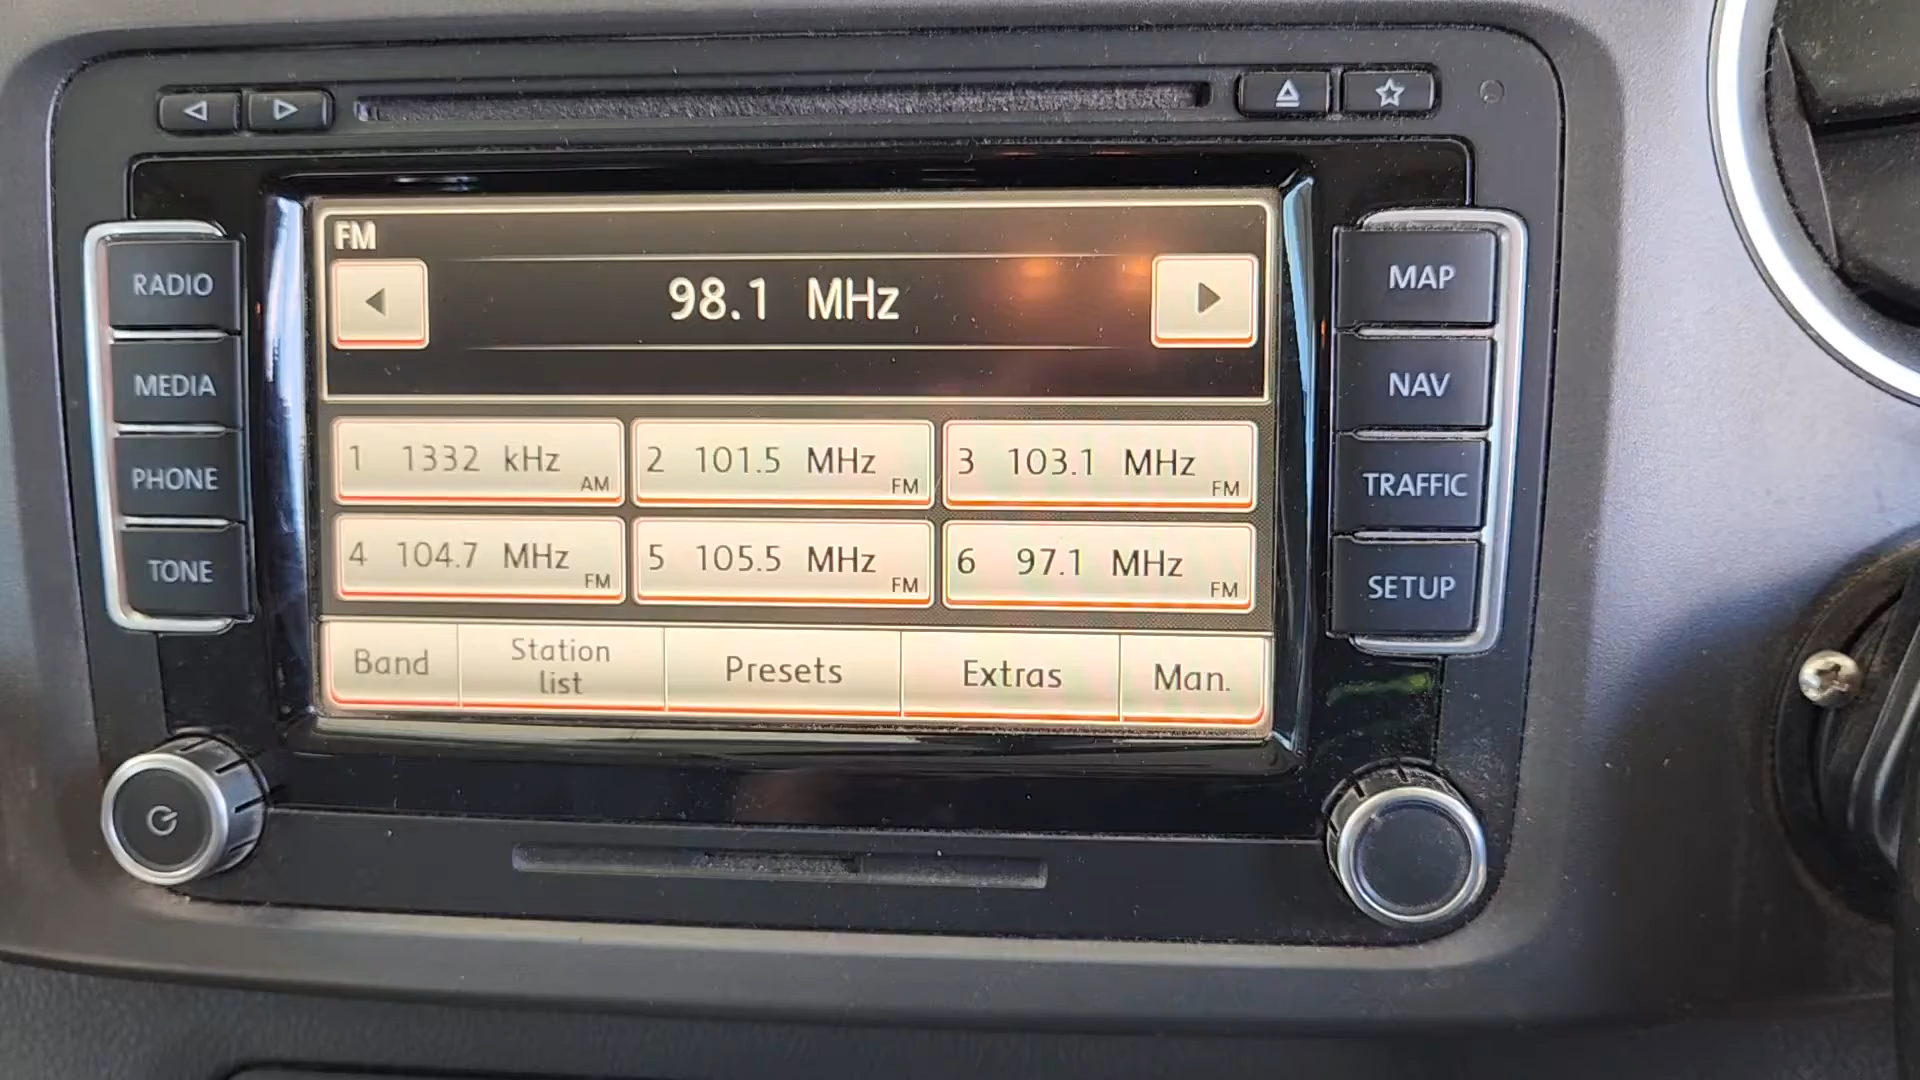 FM
98.1 MHz
RADIO
MEDIA
PHONE
TONE
1 1332 kHz AM
2 101.5 MHz FM
3 103.1 MHz FM
4 104.7 MHz FM
5 105.5 MHz FM
6 97.1 MHz FM
Band
Station
list
Presets
Extras
Man.
MAP
NAV
TRAFFIC
SETUP